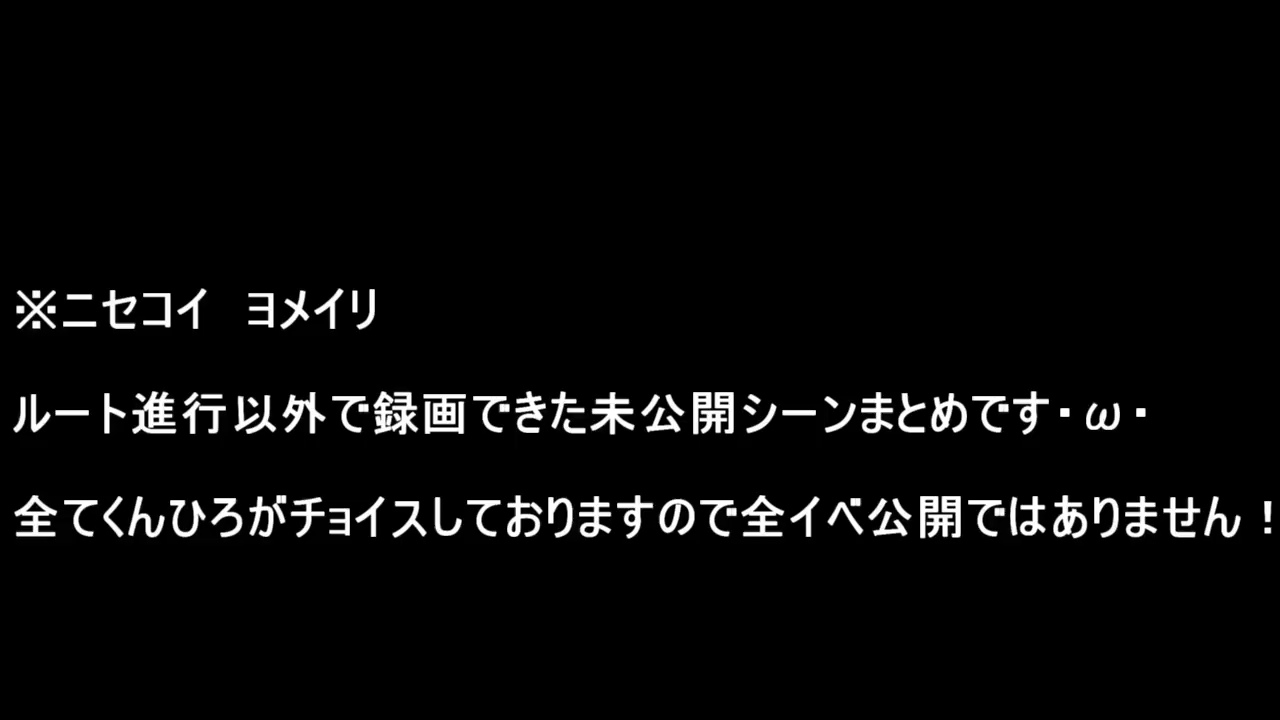 ※ニセコイ　ヨメイリ
ルート進行以外で録画できた未公開シーンまとめです・ω・
全てくんひろがチョイスしておりますので全イベ公開ではありません！